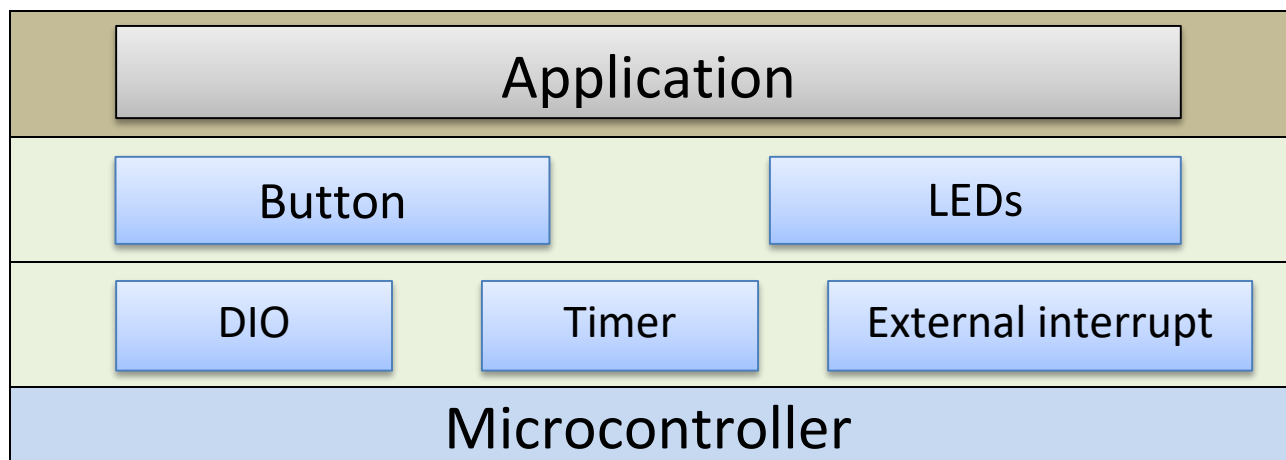 Application
Button
LEDs
DIO
Timer
External interrupt
Microcontroller